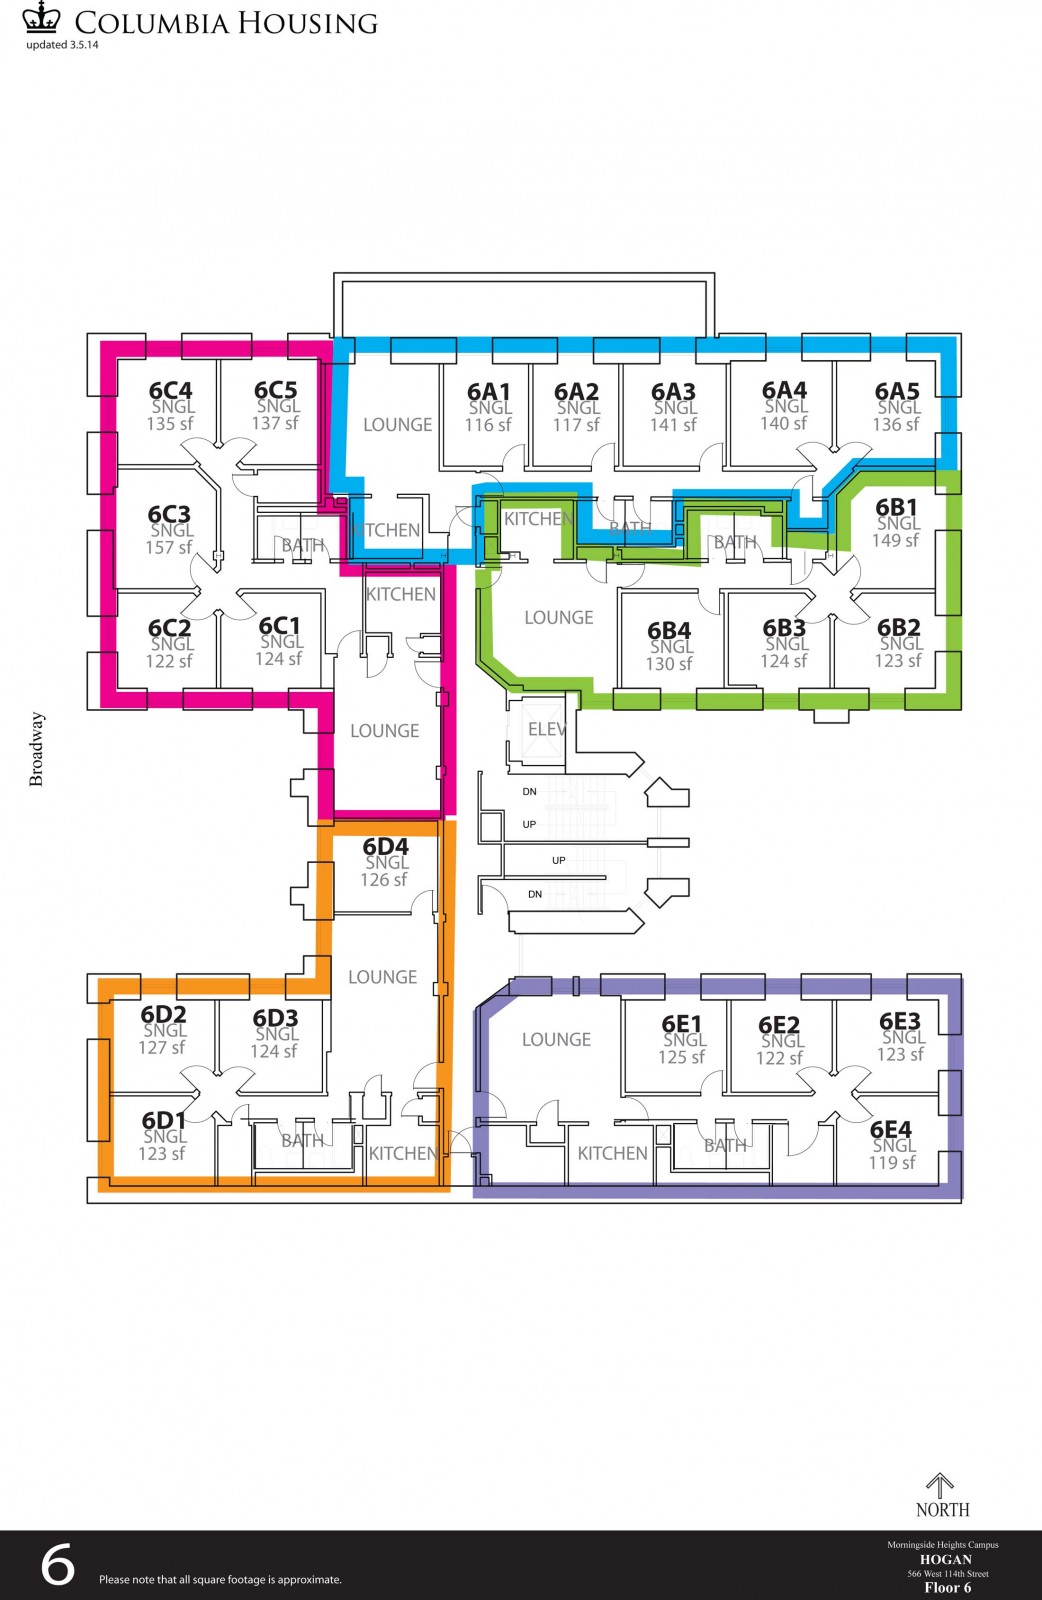 COLUMBIA HOUSING
updated 3.5.14
6C4
SNGL
135 sf
6C5
SNGL
137 sf
LOUNGE
6A1
SNGL
116 sf
6A2
SNGL
117 sf
6A3
SNGL
141 sf
6A4
SNGL
140 sf
6A5
SNGL
136 sf
6C3
SNGL
157 sf
BATH
KITCHEN
KITCHEN
BATH
BATH
6B1
SNGL
149 sf
KITCHEN
6C2
SNGL
122 sf
6C1
SNGL
124 sf
LOUNGE
6B4
SNGL
130 sf
6B3
SNGL
124 sf
6B2
SNGL
123 sf
LOUNGE
ELEV
Broadway
DN
UP
UP
DN
6D4
SNGL
126 sf
LOUNGE
6D2
SNGL
127 sf
6D3
SNGL
124 sf
LOUNGE
6E1
SNGL
125 sf
6E2
SNGL
122 sf
6E3
SNGL
123 sf
6D1
SNGL
123 sf
BATH
KITCHEN
KITCHEN
BATH
6E4
SNGL
119 sf
NORTH
6
Please note that all square footage is approximate.
Morningside Heights Campus
HOGAN
566 West 114th Street
Floor 6